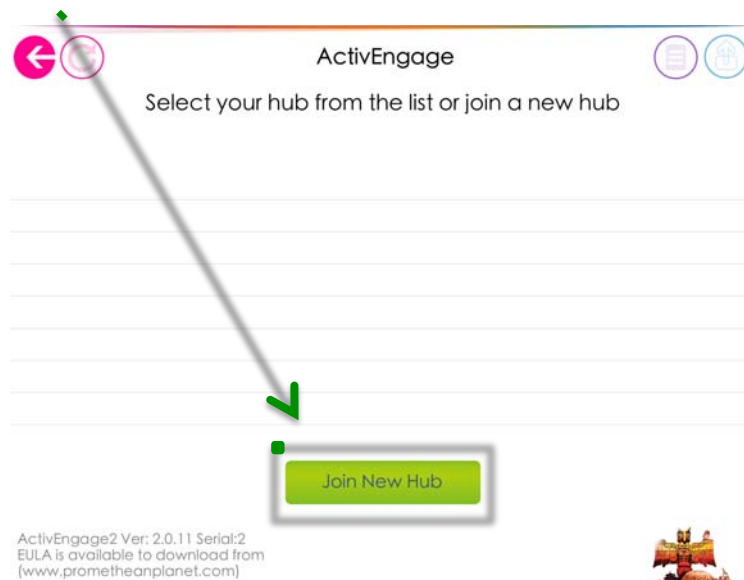 ActivEngage
Select your hub from the list or join a new hub
Join New Hub
ActivEngage2 Ver: 2.0.11 Serial:2
EULA is available to download from
(www.prometheanplanet.com)